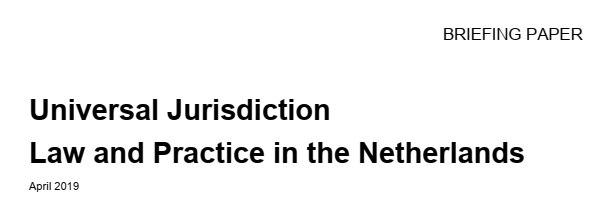 BRIEFING PAPER
Universal Jurisdiction
Law and Practice in the Netherlands
April 2019